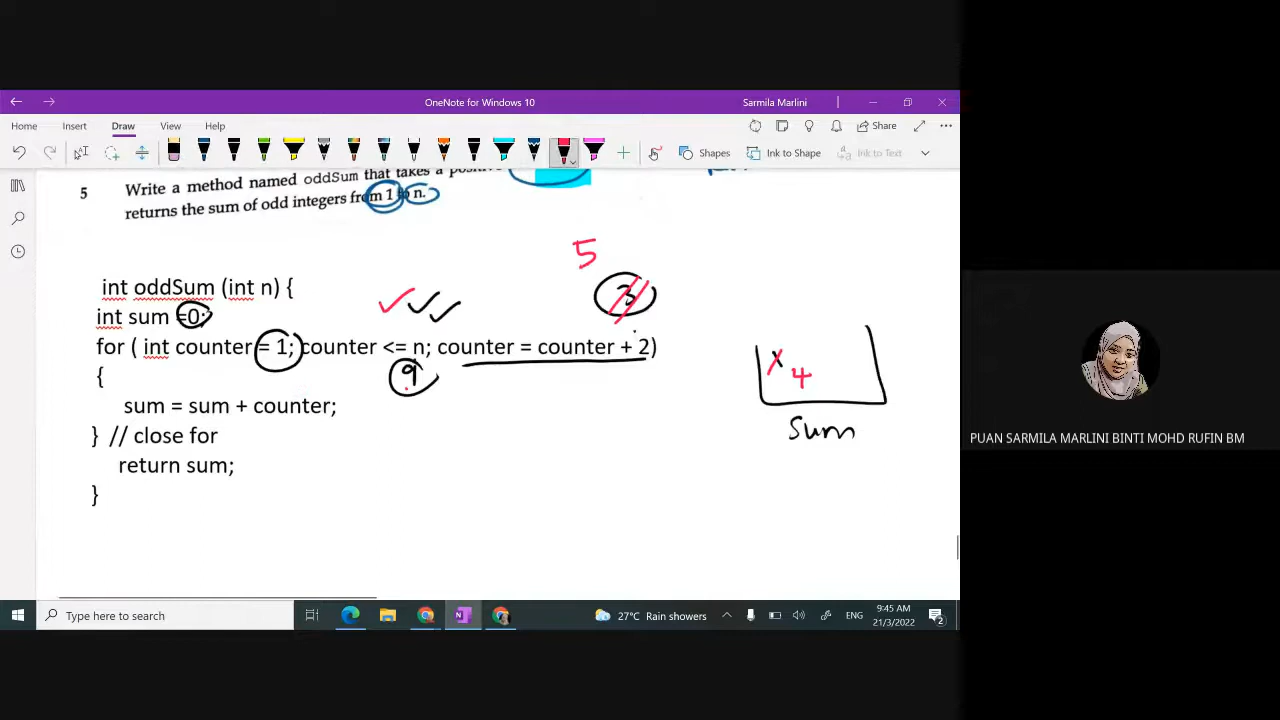 OneNote for Windows 10
Sarmila Marlini
Home Insert Draw View Help
Share
Shapes Ink to Shape Ink to Text
5 Write a method named oddSum that takes a positive
returns the sum of odd integers from 1 to n.
5
3
int oddSum (int n) {
int sum =0;
for ( int counter = 1; counter <= n; counter = counter + 2)
9
{
sum = sum + counter;
} // close for
return sum;
}
4
Sum
PUAN SARMILA MARLINI BINTI MOHD RUFIN BM
Type here to search
27°C Rain showers
ENG
9:45 AM
21/3/2022
2